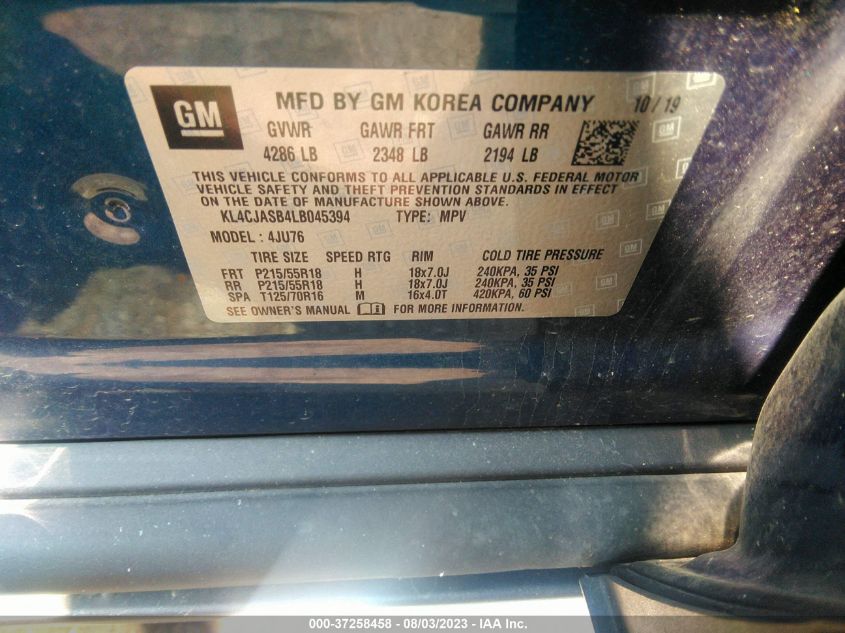 GM MFD BY GM KOREA COMPANY 10/19
GVWR GAWR FRT GAWR RR
4286 LB 2348 LB 2194 LB
THIS VEHICLE CONFORMS TO ALL APPLICABLE U.S. FEDERAL MOTOR
VEHICLE SAFETY AND THEFT PREVENTION STANDARDS IN EFFECT
ON THE DATE OF MANUFACTURE SHOWN ABOVE.
KL4CJASB4LB045394 TYPE: MPV
MODEL : 4JU76
TIRE SIZE SPEED RTG RIM COLD TIRE PRESSURE
FRT P215/55R18 H 18x7.0J 240KPA, 35 PSI
RR P215/55R18 H 18x7.0J 240KPA, 35 PSI
SPA T125/70R16 M 16x4.0T 420KPA, 60 PSI
SEE OWNER'S MANUAL FOR MORE INFORMATION.
000-37258458 - 08/03/2023 - IAA Inc.